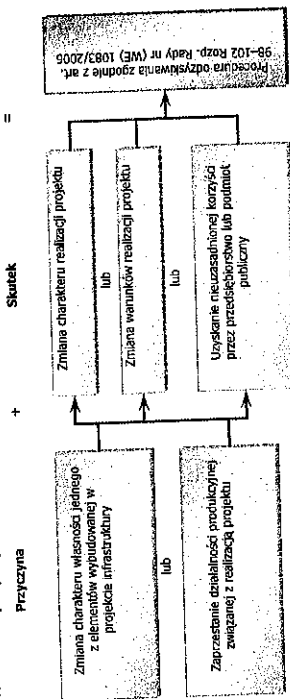 Przyczyna + Skutek =
Zmiana charakteru własności jednego
z elementów wybudowanej w
projekcie infrastruktury
lub
Zaprzestanie działalności produkcyjnej
związanej z realizacją projektu
Zmiana charakteru realizacji projektu
lub
Zmiana warunków realizacji projektu
lub
Uzyskanie nieuzasadnionej korzyści
przez przedsiębiorstwo lub podmiot
publiczny
Procedura odzyskiwania zgodnie z art.
98-102 Rozp. Rady nr (WE) 1083/2006